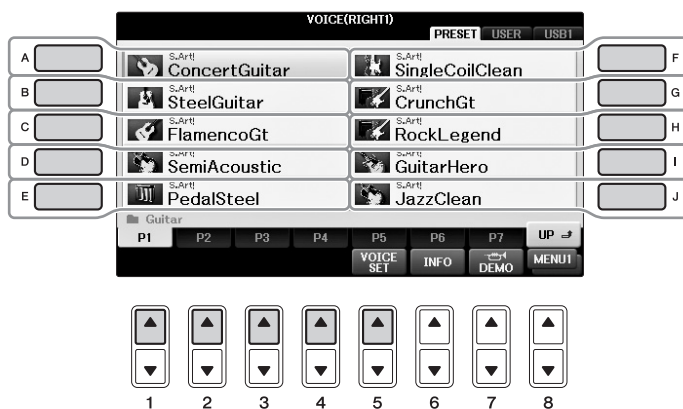 VOICE(RIGHT1)
PRESET USER USB1
A S.Art! ConcertGuitar S.Art! SingleCoilClean F
B S.Art! SteelGuitar S.Art! CrunchGt G
C S.Art! FlamencoGt S.Art! RockLegend H
D S.Art! SemiAcoustic S.Art! GuitarHero I
E S.Art! PedalSteel S.Art! JazzClean J
Guitar
P1 P2 P3 P4 P5 P6 P7 UP
VOICE SET INFO DEMO MENU1
1 2 3 4 5 6 7 8